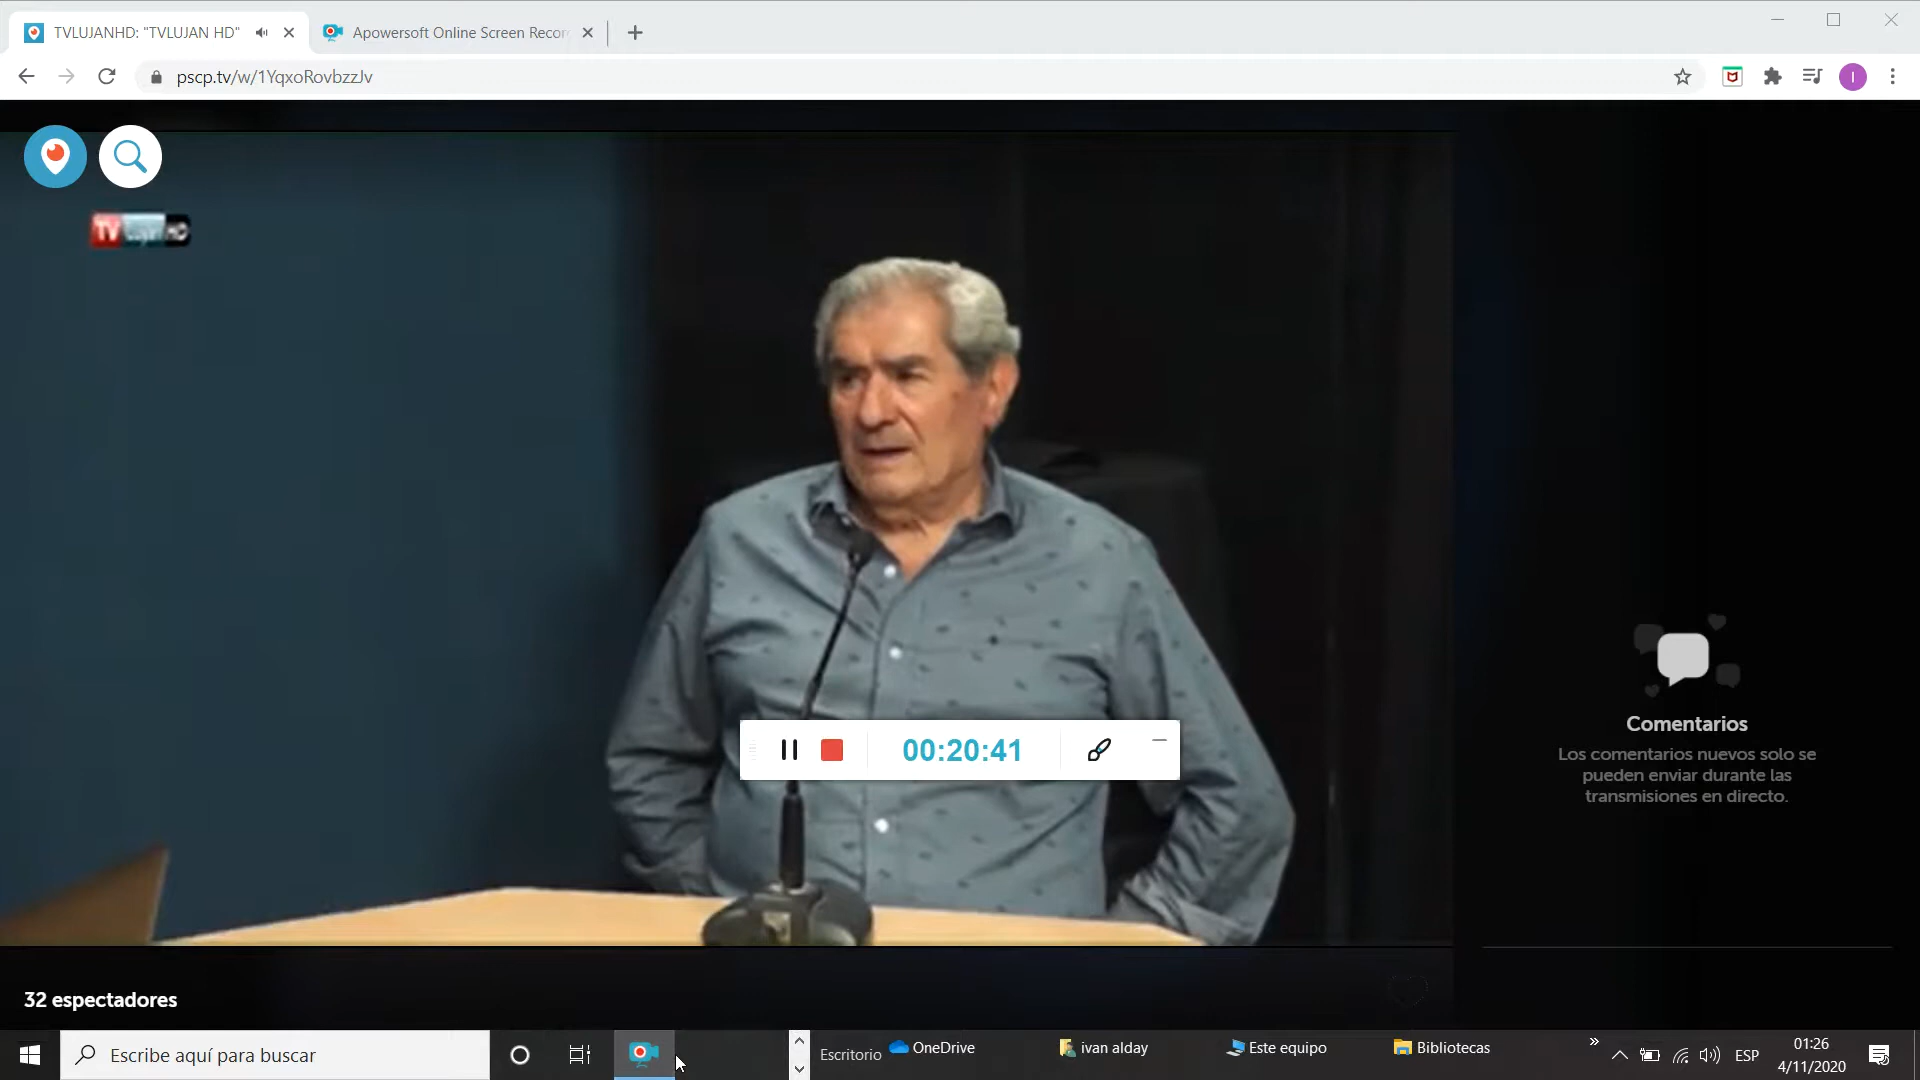 TVLUJANHD: "TVLUJAN HD"
Apowersoft Online Screen Recor
pscp.tv/w/1YqxoRovbzzJv
I
TV Luján HD
00:20:41
Comentarios
Los comentarios nuevos solo se
pueden enviar durante las
transmisiones en directo.
32 espectadores
Escribe aquí para buscar
Escritorio
OneDrive
ivan alday
Este equipo
Bibliotecas
»
ESP
01:26
4/11/2020